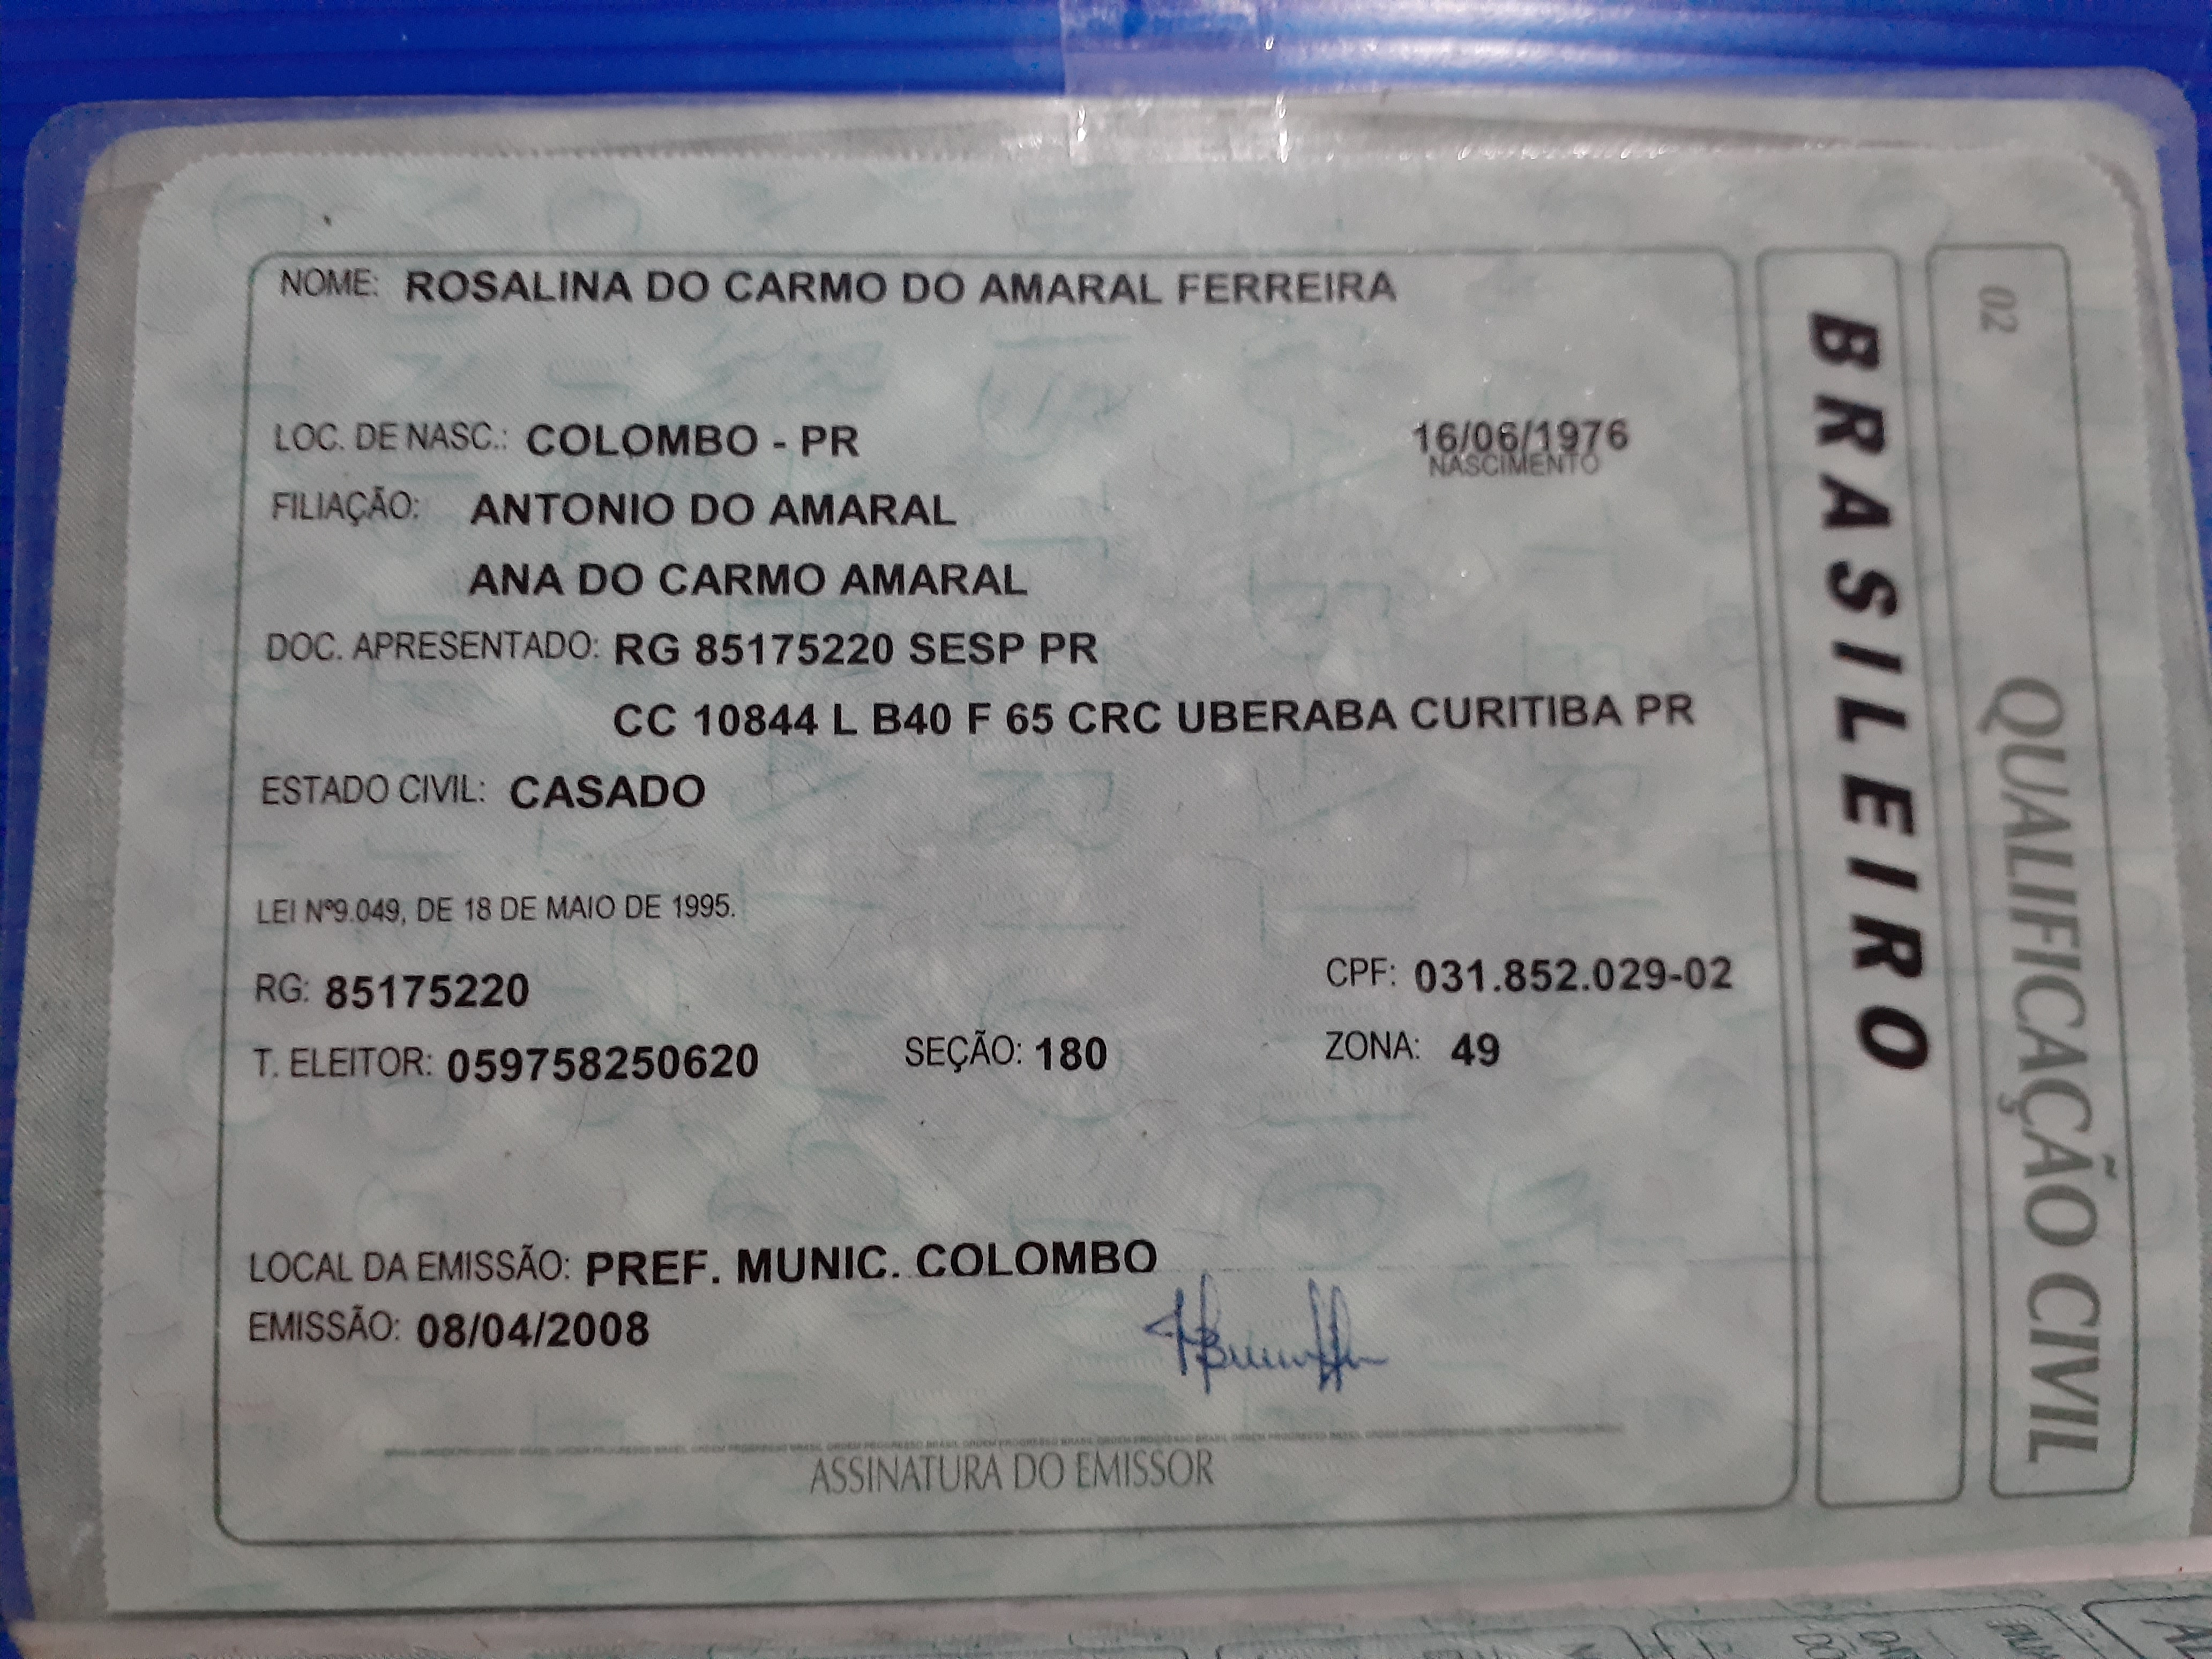 NOME: ROSALINA DO CARMO DO AMARAL FERREIRA
LOC. DE NASC.: COLOMBO - PR 16/06/1976
NASCIMENTO
FILIAÇÃO: ANTONIO DO AMARAL
ANA DO CARMO AMARAL
DOC. APRESENTADO: RG 85175220 SESP PR
CC 10844 L B40 F 65 CRC UBERABA CURITIBA PR
ESTADO CIVIL: CASADO
LEI Nº9.049, DE 18 DE MAIO DE 1995.
RG: 85175220 CPF: 031.852.029-02
T. ELEITOR: 059758250620 SEÇÃO: 180 ZONA: 49
LOCAL DA EMISSÃO: PREF. MUNIC. COLOMBO
EMISSÃO: 08/04/2008
ASSINATURA DO EMISSOR
BRASILEIRO
02
QUALIFICAÇÃO CIVIL